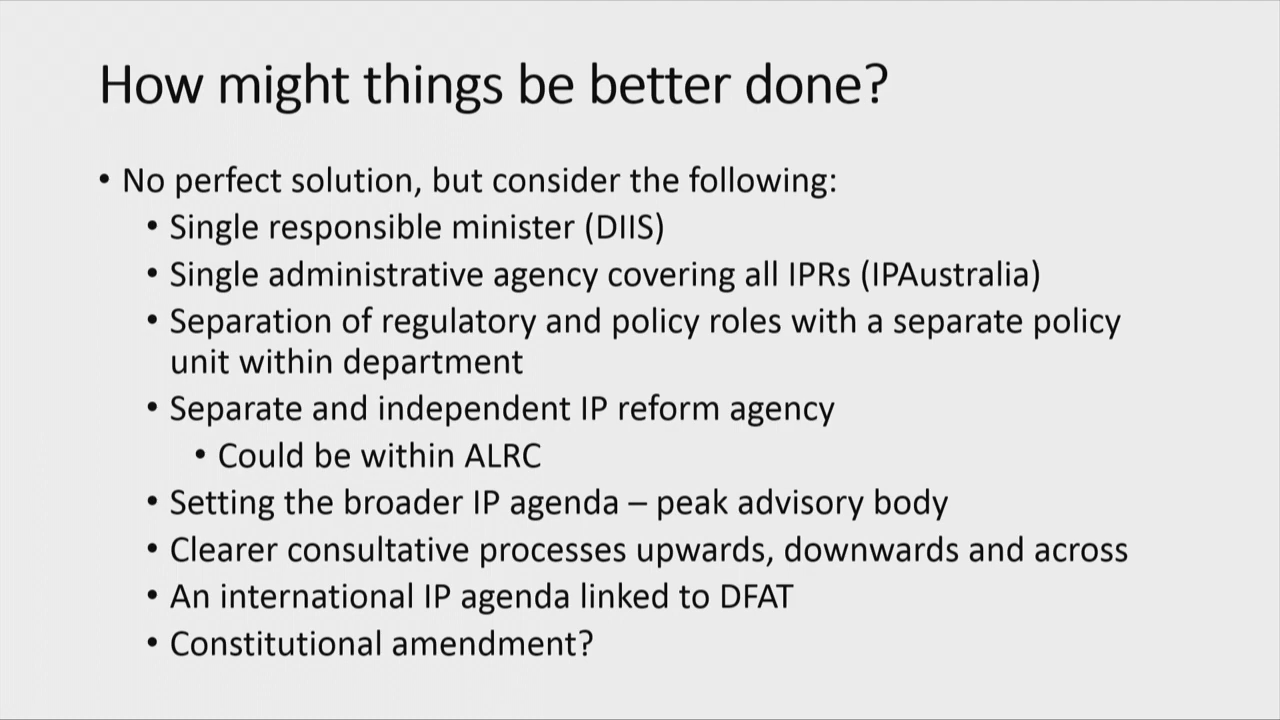 How might things be better done?
• No perfect solution, but consider the following:
• Single responsible minister (DIIS)
• Single administrative agency covering all IPRs (IPAustralia)
• Separation of regulatory and policy roles with a separate policy
unit within department
• Separate and independent IP reform agency
• Could be within ALRC
• Setting the broader IP agenda – peak advisory body
• Clearer consultative processes upwards, downwards and across
• An international IP agenda linked to DFAT
• Constitutional amendment?